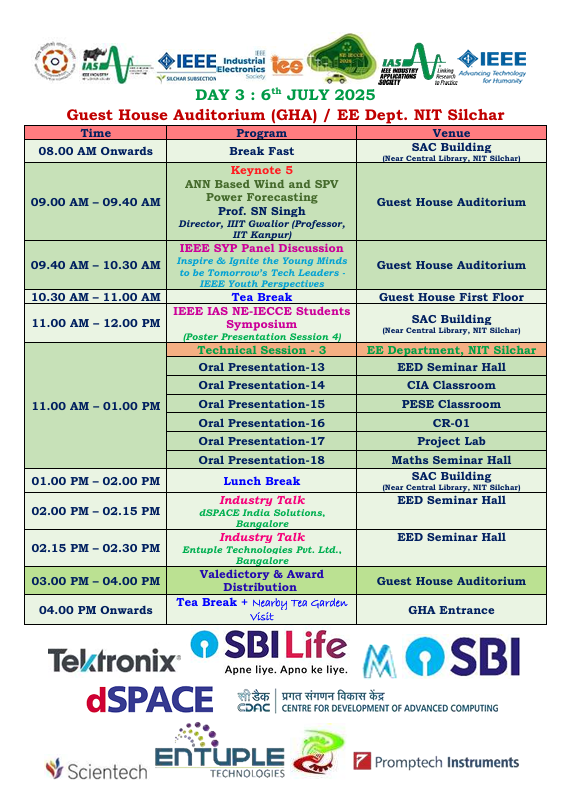 IAS
IEEE
SILCHAR SUBSECTION
Industrial
Electronics
Society
iee
IAS
IEEE INDUSTRY
APPLICATIONS
SOCIETY
Linking
Research
to Practice
IEEE
Advancing Technology
for Humanity
DAY 3 : 6th JULY 2025
Guest House Auditorium (GHA) / EE Dept. NIT Silchar
Time Program Venue
08.00 AM Onwards Break Fast SAC Building
(Near Central Library, NIT Silchar)
09.00 AM – 09.40 AM Keynote 5 Guest House Auditorium
ANN Based Wind and SPV
Power Forecasting
Prof. SN Singh
Director, IIIT Gwalior (Professor,
IIT Kanpur)
09.40 AM – 10.30 AM IEEE SYP Panel Discussion Guest House Auditorium
Inspire & Ignite the Young Minds
to be Tomorrow's Tech Leaders -
IEEE Youth Perspectives
10.30 AM – 11.00 AM Tea Break Guest House First Floor
11.00 AM – 12.00 PM IEEE IAS NE-IECCE Students SAC Building
Symposium (Near Central Library, NIT Silchar)
(Poster Presentation Session 4)
11.00 AM – 01.00 PM Technical Session - 3 EE Department, NIT Silchar
Oral Presentation-13 EED Seminar Hall
Oral Presentation-14 CIA Classroom
Oral Presentation-15 PESE Classroom
Oral Presentation-16 CR-01
Oral Presentation-17 Project Lab
Oral Presentation-18 Maths Seminar Hall
01.00 PM – 02.00 PM Lunch Break SAC Building
(Near Central Library, NIT Silchar)
02.00 PM – 02.15 PM Industry Talk EED Seminar Hall
dSPACE India Solutions,
Bangalore
02.15 PM – 02.30 PM Industry Talk EED Seminar Hall
Entuple Technologies Pvt. Ltd.,
Bangalore
03.00 PM – 04.00 PM Valedictory & Award Guest House Auditorium
Distribution
04.00 PM Onwards Tea Break + Nearby Tea Garden GHA Entrance
Visit
Tektronix
SBI Life
Apne liye. Apno ke liye.
SBI
dSPACE
सी डैक
CDAC
प्रगत संगणन विकास केंद्र
CENTRE FOR DEVELOPMENT OF ADVANCED COMPUTING
Scientech
ENTUPLE
TECHNOLOGIES
Promptech Instruments